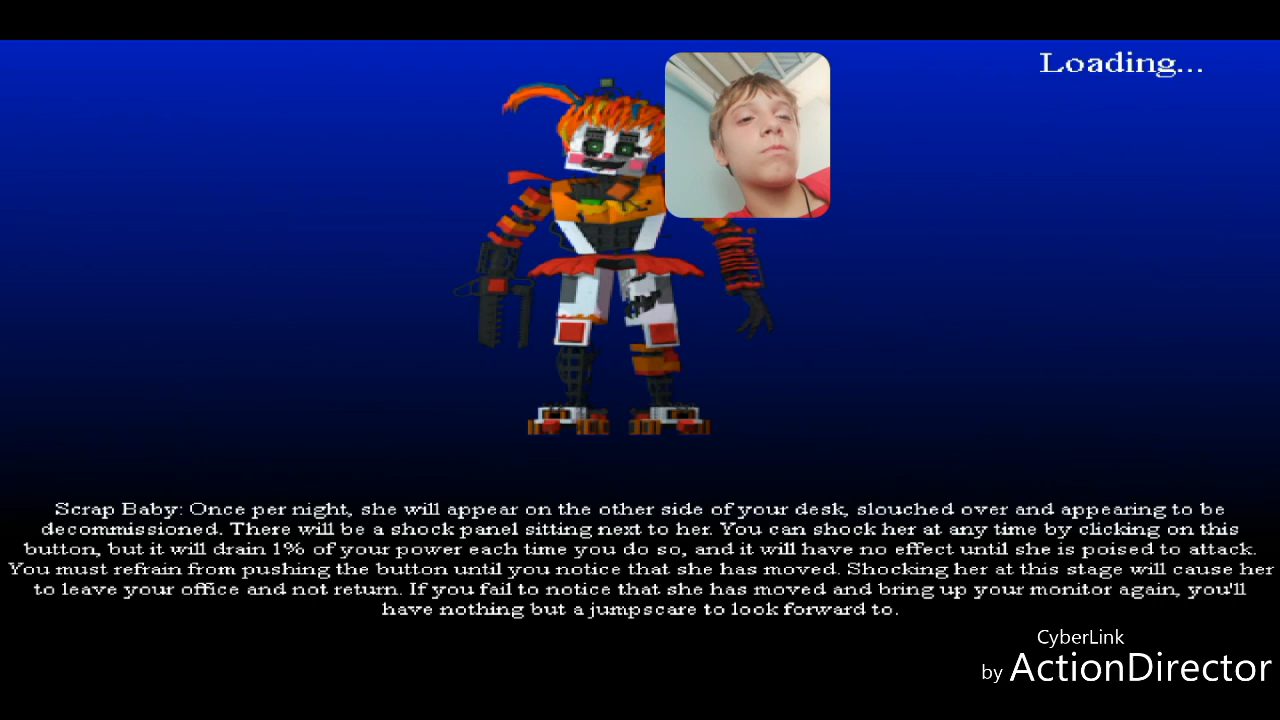 Loading...
Scrap Baby: Once per night, she will appear on the other side of your desk, slouched over and appearing to be
decommissioned. There will be a shock panel sitting next to her. You can shock her at any time by clicking on this
button, but it will drain 1% of your power each time you do so, and it will have no effect until she is poised to attack.
You must refrain from pushing the button until you notice that she has moved. Shocking her at this stage will cause her
to leave your office and not return. If you fail to notice that she has moved and bring up your monitor again, you'll
have nothing but a jumpscare to look forward to.
CyberLink
by ActionDirector